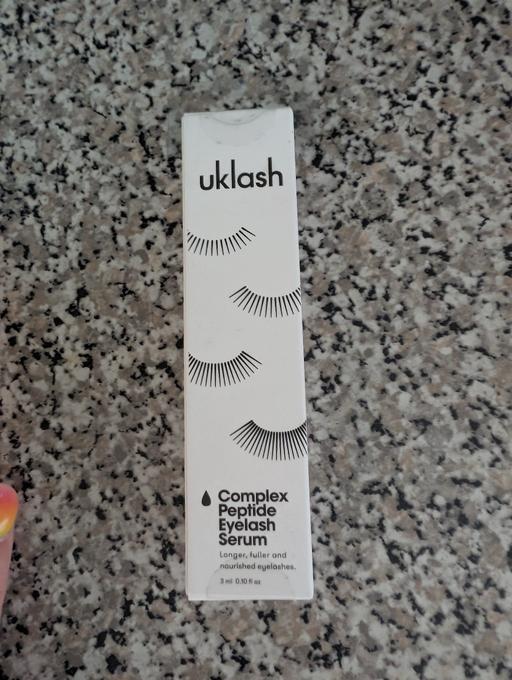 uklash
Complex
Peptide
Eyelash
Serum
Longer, fuller and
nourished eyelashes.
3 ml 0.10 fl oz